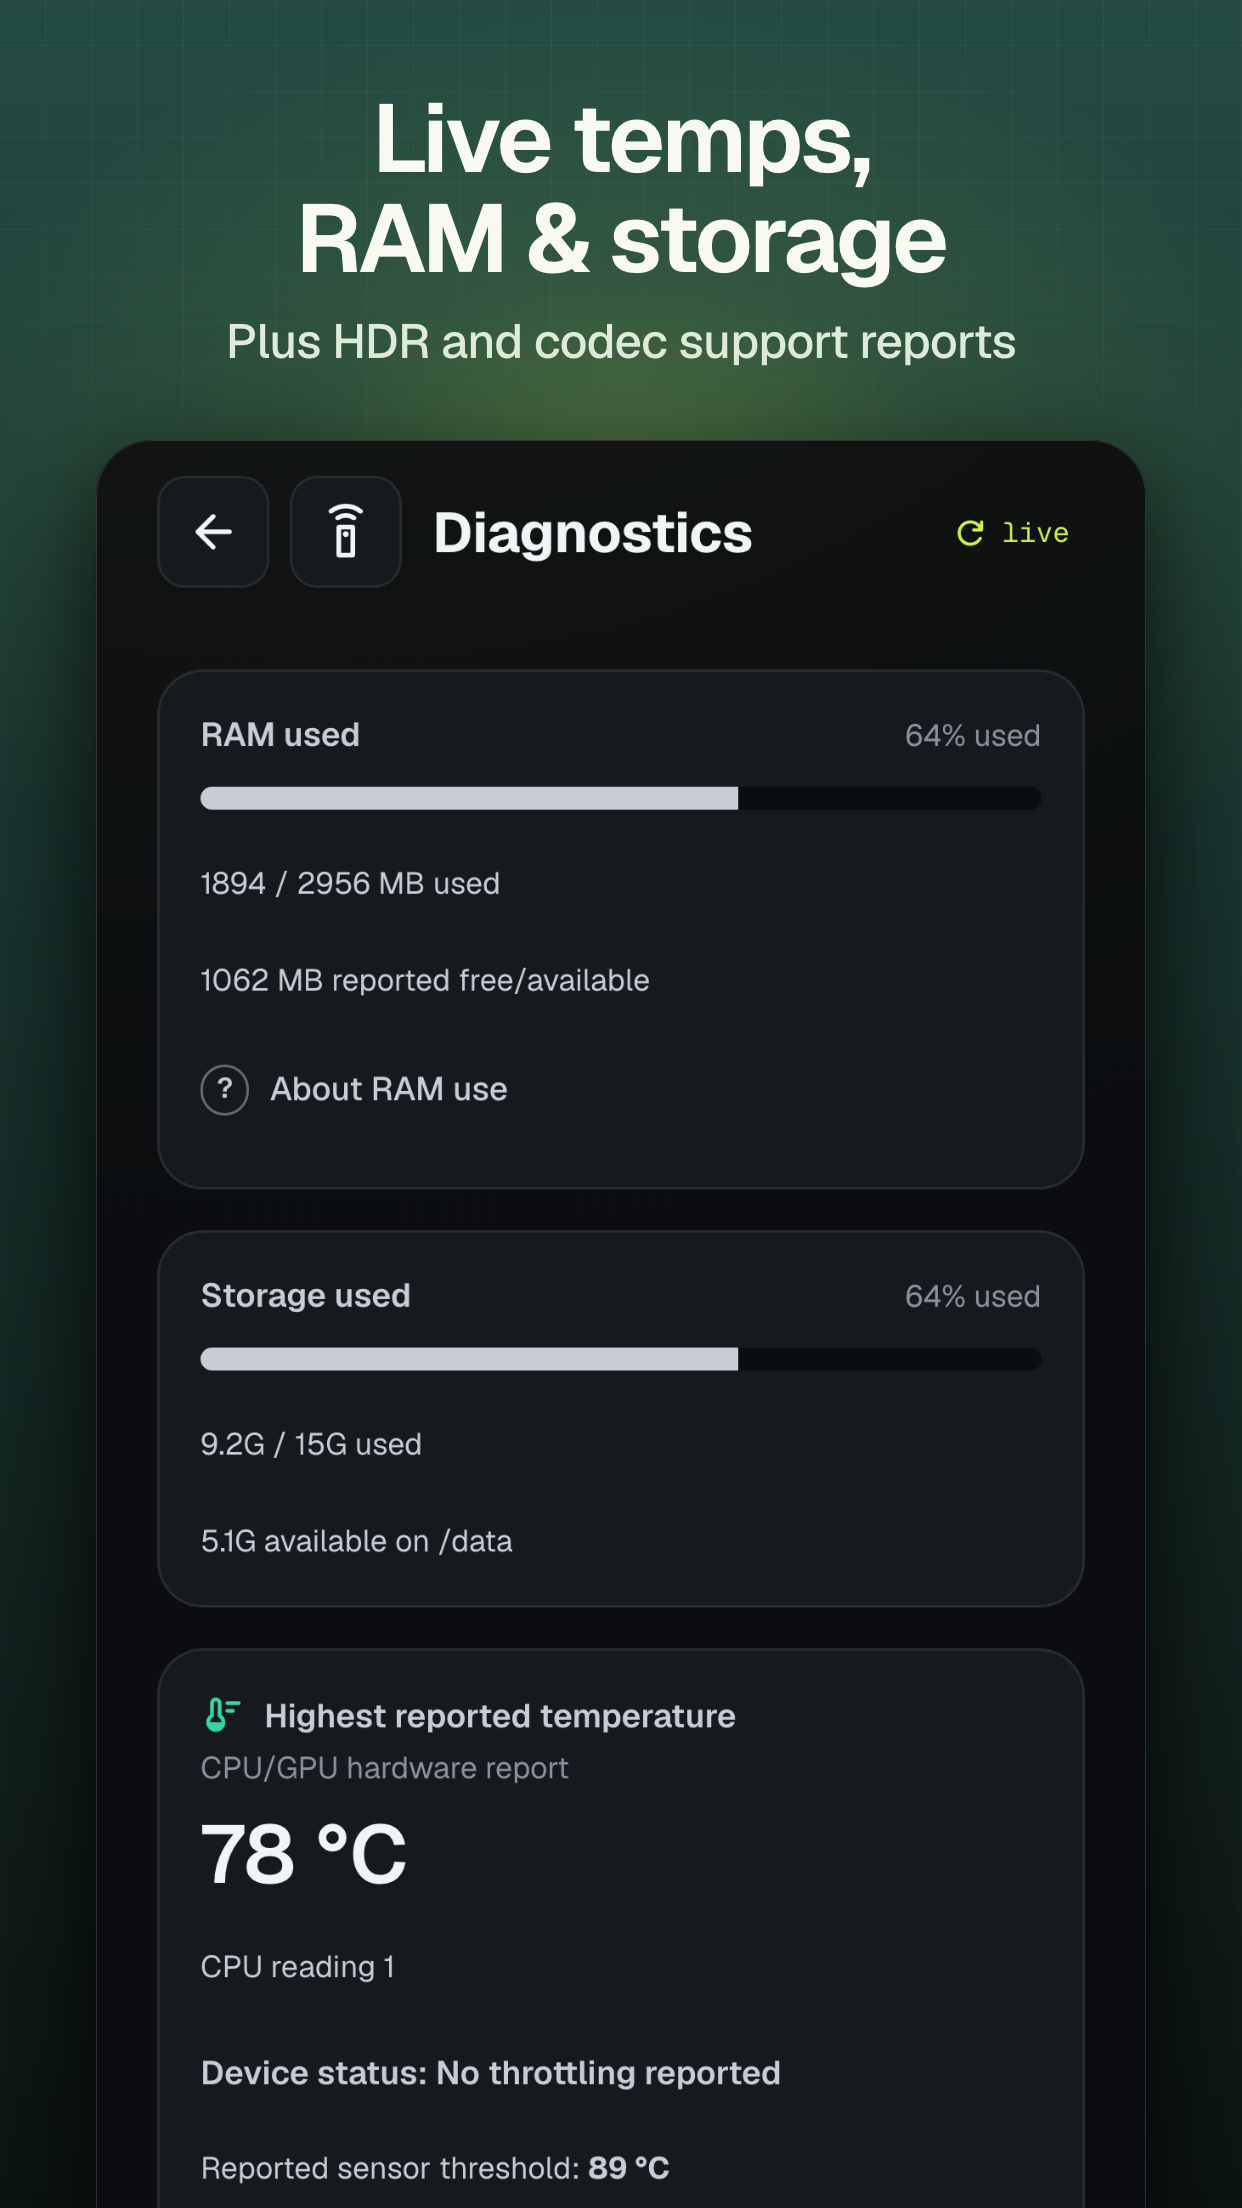 Live temps,
RAM & storage
Plus HDR and codec support reports
Diagnostics
live
RAM used
64% used
1894 / 2956 MB used
1062 MB reported free/available
? About RAM use
Storage used
64% used
9.2G / 15G used
5.1G available on /data
Highest reported temperature
CPU/GPU hardware report
78 °C
CPU reading 1
Device status: No throttling reported
Reported sensor threshold: 89 °C